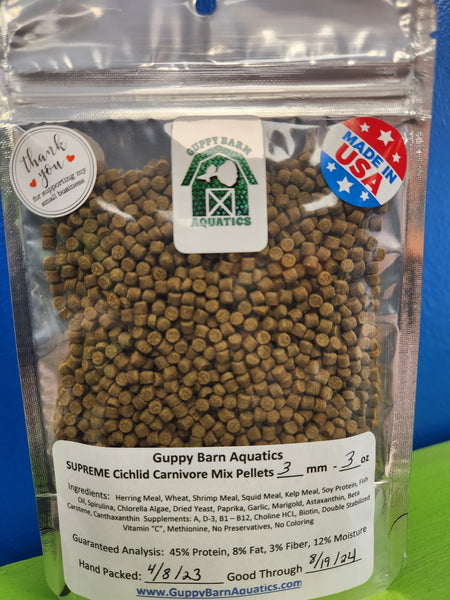 thank
you
for supporting my
small business
GUPPY BARN
AQUATICS
MADE IN
USA
Guppy Barn Aquatics
SUPREME Cichlid Carnivore Mix Pellets 3 mm - 3 oz
Ingredients: Herring Meal, Wheat, Shrimp Meal, Squid Meal, Kelp Meal, Soy Protein, Fish
Oil, Spirulina, Chlorella Algae, Dried Yeast, Paprika, Garlic, Marigold, Astaxanthin, Beta
Carotene, Canthaxanthin Supplements: A, D-3, B1 – B12, Choline HCL, Biotin, Double Stabilized
Vitamin "C", Methionine, No Preservatives, No Coloring
Guaranteed Analysis: 45% Protein, 8% Fat, 3% Fiber, 12% Moisture
Hand Packed: 4/8/23 Good Through 8/19/24
www.GuppyBarnAquatics.com